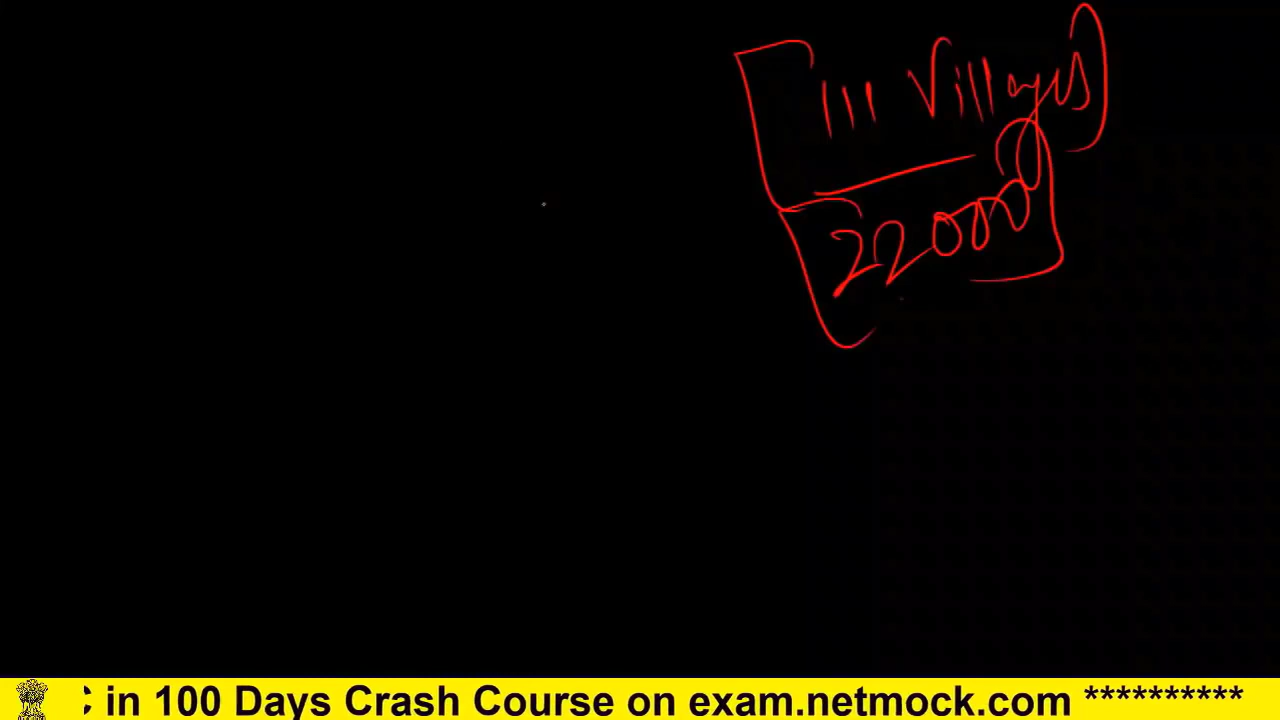 111 Villages
22000
in 100 Days Crash Course on exam.netmock.com **********